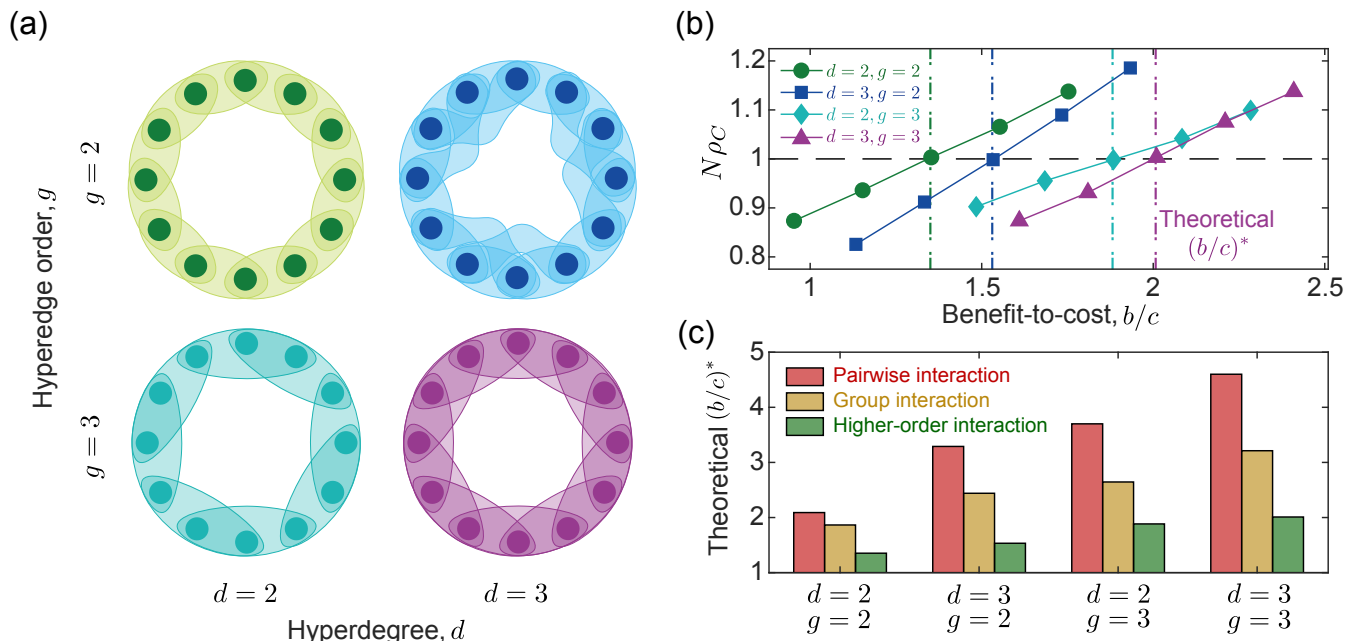 (a)
Hyperedge order, g
g = 2
g = 3
d = 2
d = 3
Hyperdegree, d
(b)
NρC
1.2
1.1
1
0.9
0.8
d = 2, g = 2
d = 3, g = 2
d = 2, g = 3
d = 3, g = 3
Theoretical
(b/c)*
1
1.5
2
2.5
Benefit-to-cost, b/c
(c)
Theoretical (b/c)*
5
4
3
2
1
Pairwise interaction
Group interaction
Higher-order interaction
d = 2
g = 2
d = 3
g = 2
d = 2
g = 3
d = 3
g = 3